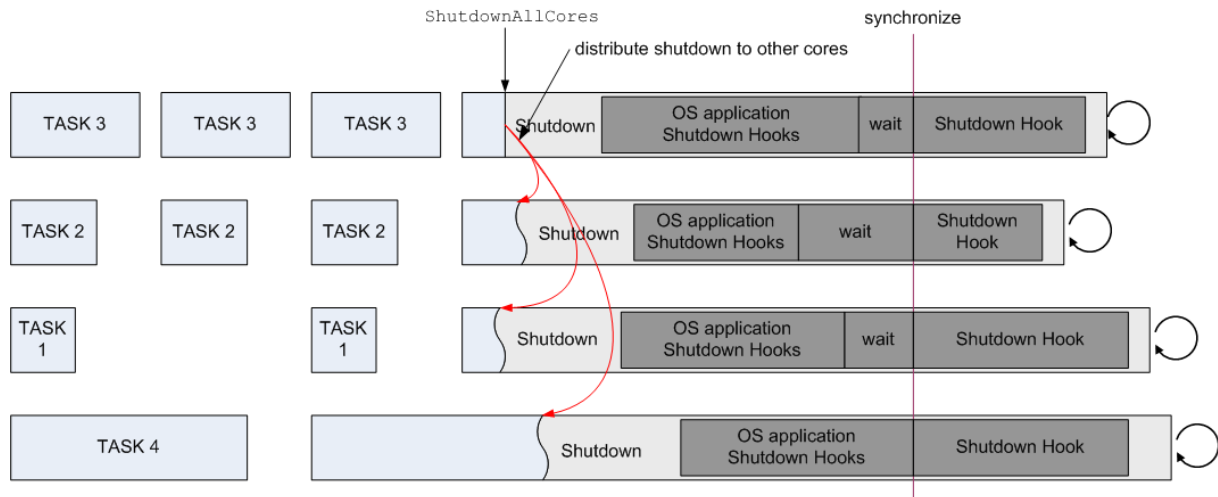 ShutdownAllCores
synchronize
distribute shutdown to other cores
TASK 3
TASK 3
TASK 3
Shutdown
OS application
Shutdown Hooks
wait
Shutdown Hook
TASK 2
TASK 2
TASK 2
Shutdown
OS application
Shutdown Hooks
wait
Shutdown
Hook
TASK
1
TASK
1
Shutdown
OS application
Shutdown Hooks
wait
Shutdown Hook
TASK 4
Shutdown
OS application
Shutdown Hooks
Shutdown Hook